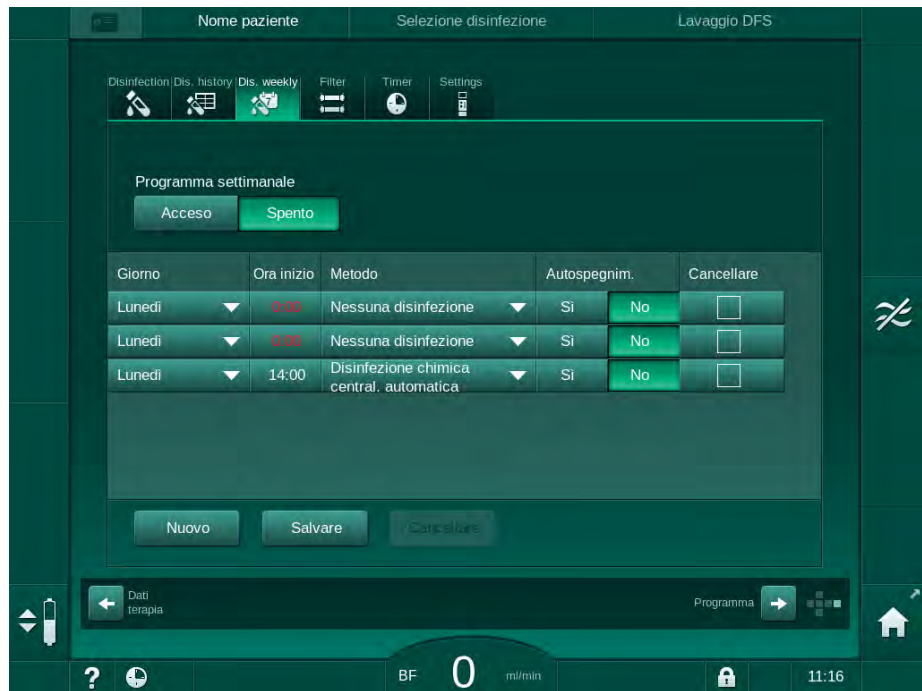 Nome paziente
Selezione disinfezione
Lavaggio DFS
Disinfection
Dis. history
Dis. weekly
Filter
Timer
Settings
7
Programma settimanale
Acceso
Spento
Giorno
Ora inizio
Metodo
Autospegnim.
Cancellare
Lunedì
0:00
Nessuna disinfezione
Sì
No
Lunedì
0:00
Nessuna disinfezione
Sì
No
Lunedì
14:00
Disinfezione chimica
central. automatica
Sì
No
Nuovo
Salvare
Cancellare
Dati
terapia
Programma
?
BF
0
ml/min
11:16